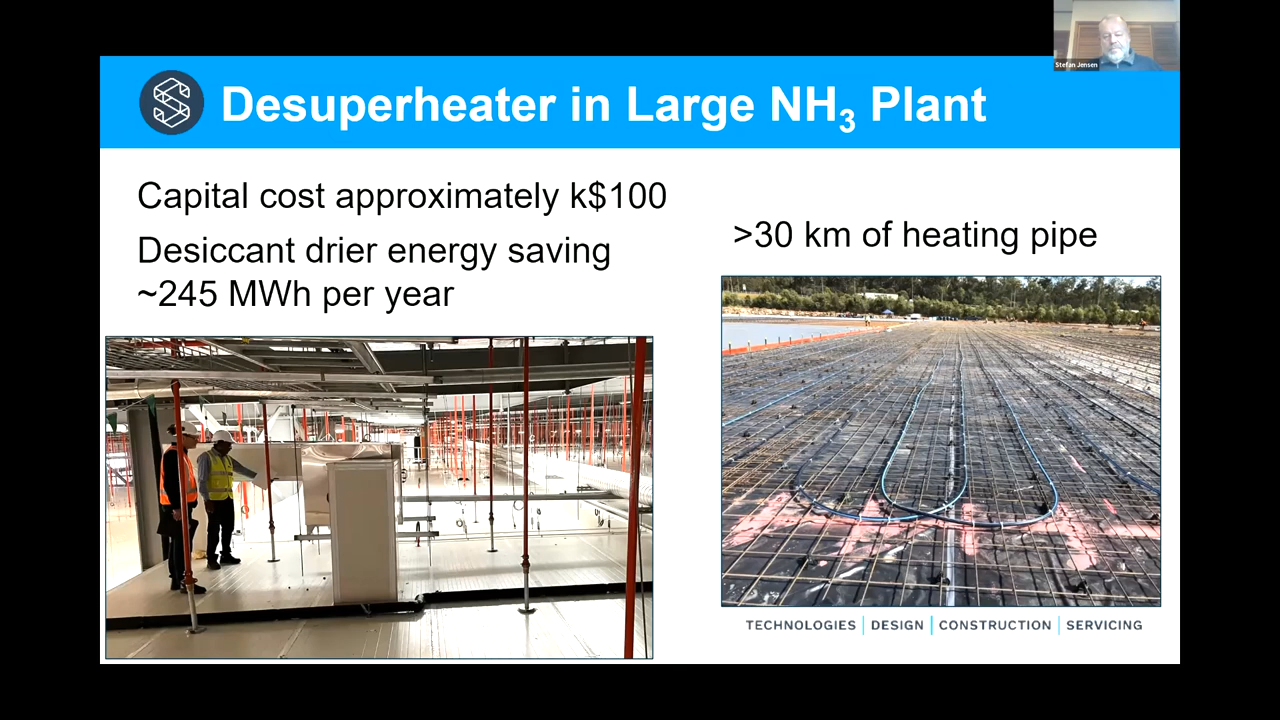 Stefan Jensen
Desuperheater in Large NH₃ Plant
Capital cost approximately k$100
Desiccant drier energy saving
~245 MWh per year
>30 km of heating pipe
TECHNOLOGIES | DESIGN | CONSTRUCTION | SERVICING